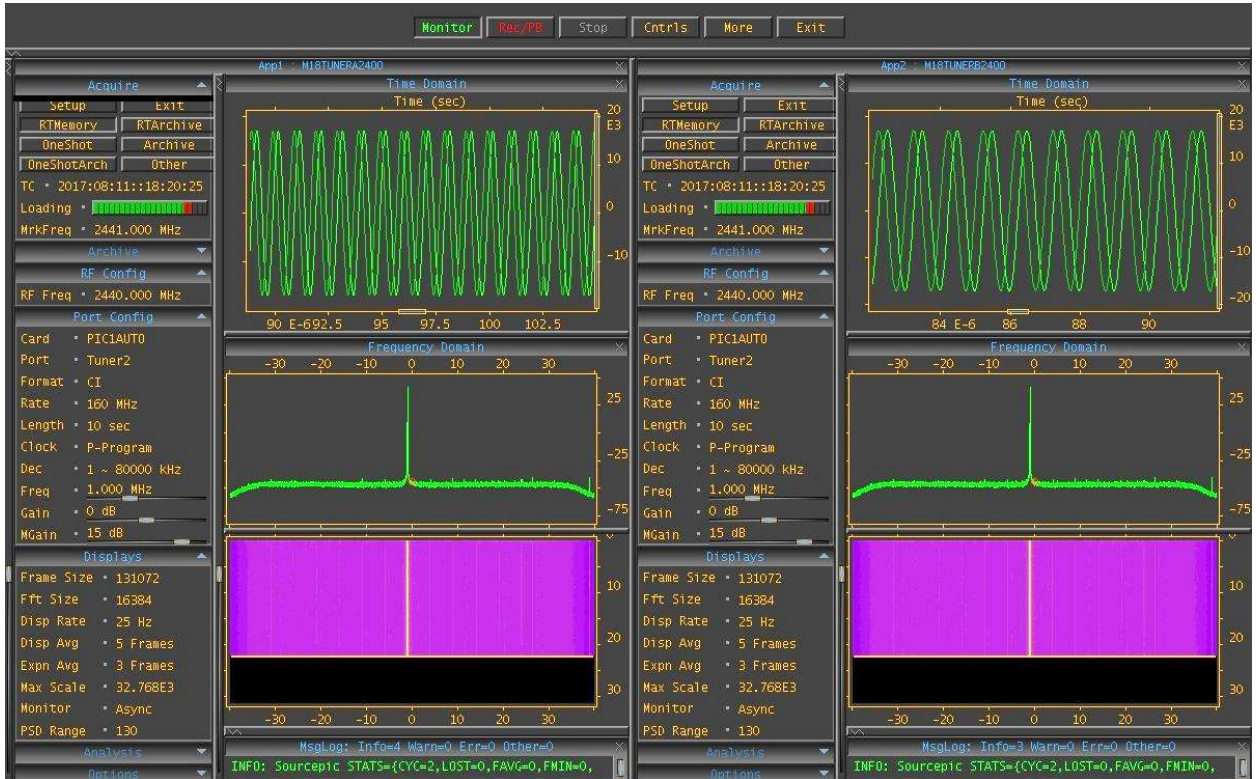 Monitor Rec/PB Stop Cntrls More Exit
App1 : M18TUNERA2400
Acquire
Setup Exit
RTMemory RTArchive
OneShot Archive
OneShotArch Other
TC 2017:08:11::18:20:25
Loading
MrkFreq 2441.000 MHz
Archive
RF Config
RF Freq 2440.000 MHz
Port Config
Card PIC1AUTO
Port Tuner2
Format CI
Rate 160 MHz
Length 10 sec
Clock P-Program
Dec 1 ~ 80000 kHz
Freq 1.000 MHz
Gain 0 dB
MGain 15 dB
Displays
Frame Size 131072
Fft Size 16384
Disp Rate 25 Hz
Disp Avg 5 Frames
Expn Avg 3 Frames
Max Scale 32.768E3
Monitor Async
PSD Range 130
Analysis
Options
Time Domain
Time (sec)
20
E3
10
0
-10
90 E-6 92.5 95 97.5 100 102.5
Frequency Domain
-30 -20 -10 0 10 20 30
25
-25
-75
0
10
20
30
-30 -20 -10 0 10 20 30
MsgLog: Info=4 Warn=0 Err=0 Other=0
INFO: Sourcepic STATS={CYC=2,LOST=0,FAVG=0,FMIN=0,
App2 : M18TUNERB2400
Acquire
Setup Exit
RTMemory RTArchive
OneShot Archive
OneShotArch Other
TC 2017:08:11::18:20:25
Loading
MrkFreq 2441.000 MHz
Archive
RF Config
RF Freq 2440.000 MHz
Port Config
Card PIC1AUTO
Port Tuner2
Format CI
Rate 160 MHz
Length 10 sec
Clock P-Program
Dec 1 ~ 80000 kHz
Freq 1.000 MHz
Gain 0 dB
MGain 15 dB
Displays
Frame Size 131072
Fft Size 16384
Disp Rate 25 Hz
Disp Avg 5 Frames
Expn Avg 3 Frames
Max Scale 32.768E3
Monitor Async
PSD Range 130
Analysis
Options
Time Domain
Time (sec)
20
E3
10
0
-10
-20
84 E-6 86 88 90
Frequency Domain
-30 -20 -10 0 10 20 30
25
-25
-75
0
10
20
30
-30 -20 -10 0 10 20 30
MsgLog: Info=3 Warn=0 Err=0 Other=0
INFO: Sourcepic STATS={CYC=2,LOST=0,FAVG=0,FMIN=0,